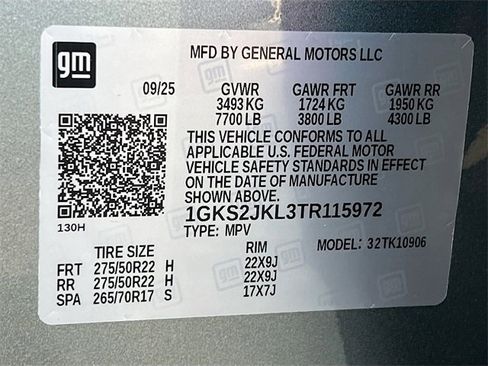 gm
MFD BY GENERAL MOTORS LLC
09/25 GVWR GAWR FRT GAWR RR
3493 KG 1724 KG 1950 KG
7700 LB 3800 LB 4300 LB
THIS VEHICLE CONFORMS TO ALL
APPLICABLE U.S. FEDERAL MOTOR
VEHICLE SAFETY STANDARDS IN EFFECT
ON THE DATE OF MANUFACTURE
SHOWN ABOVE.
1GKS2JKL3TR115972
130H
TYPE: MPV MODEL: 32TK10906
TIRE SIZE RIM
FRT 275/50R22 H 22X9J
RR 275/50R22 H 22X9J
SPA 265/70R17 S 17X7J